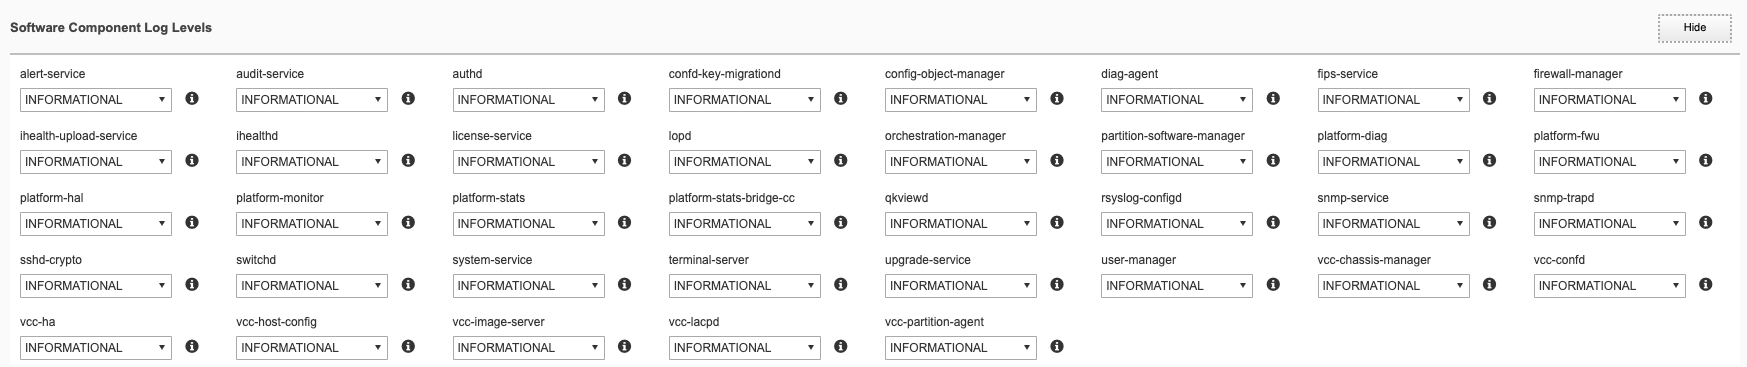 Software Component Log Levels Hide
alert-service audit-service authd confd-key-migrationd config-object-manager diag-agent fips-service firewall-manager
INFORMATIONAL INFORMATIONAL INFORMATIONAL INFORMATIONAL INFORMATIONAL INFORMATIONAL INFORMATIONAL INFORMATIONAL
ihealth-upload-service ihealthd license-service lopd orchestration-manager partition-software-manager platform-diag platform-fwu
INFORMATIONAL INFORMATIONAL INFORMATIONAL INFORMATIONAL INFORMATIONAL INFORMATIONAL INFORMATIONAL INFORMATIONAL
platform-hal platform-monitor platform-stats platform-stats-bridge-cc qkviewd rsyslog-configd snmp-service snmp-trapd
INFORMATIONAL INFORMATIONAL INFORMATIONAL INFORMATIONAL INFORMATIONAL INFORMATIONAL INFORMATIONAL INFORMATIONAL
sshd-crypto switchd system-service terminal-server upgrade-service user-manager vcc-chassis-manager vcc-confd
INFORMATIONAL INFORMATIONAL INFORMATIONAL INFORMATIONAL INFORMATIONAL INFORMATIONAL INFORMATIONAL INFORMATIONAL
vcc-ha vcc-host-config vcc-image-server vcc-lacpd vcc-partition-agent
INFORMATIONAL INFORMATIONAL INFORMATIONAL INFORMATIONAL INFORMATIONAL